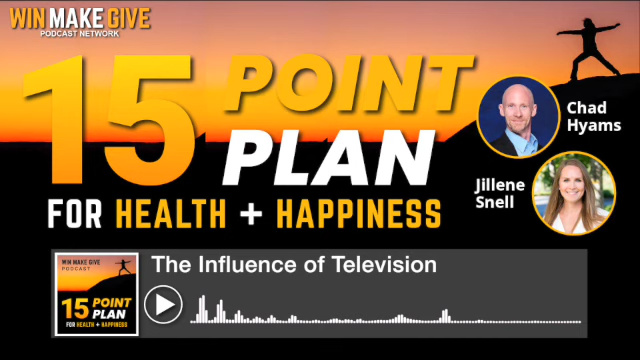 WIN MAKE GIVE
PODCAST NETWORK
15 POINT
PLAN
FOR HEALTH + HAPPINESS
Chad
Hyams
Jillene
Snell
WIN MAKE GIVE
PODCAST
15 POINT
PLAN
FOR HEALTH + HAPPINESS
The Influence of Television